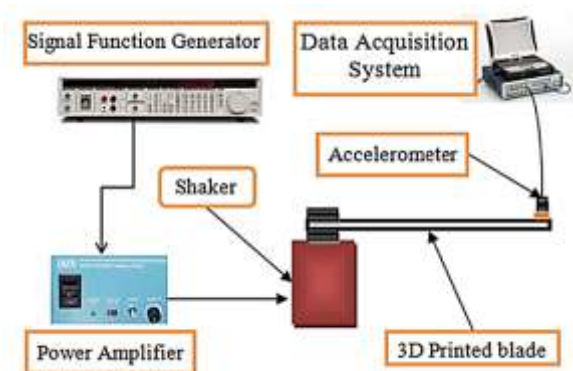 Signal Function Generator
Data Acquisition
System
Accelerometer
Shaker
Power Amplifier
3D Printed blade